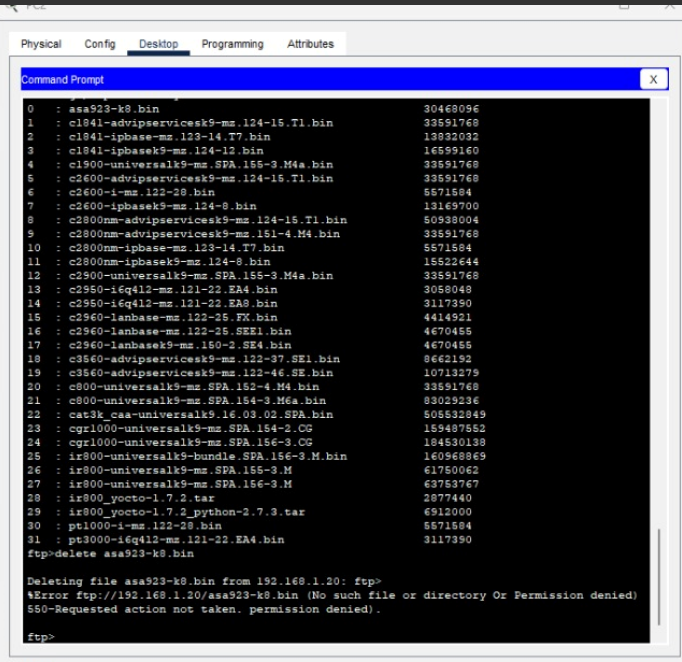 PC2
Physical Config Desktop Programming Attributes
Command Prompt X
0 : asa923-k8.bin 30468096
1 : c1841-advipservicesk9-mz.124-15.T1.bin 33591768
2 : c1841-ipbase-mz.123-14.T7.bin 13832032
3 : c1841-ipbasek9-mz.124-12.bin 16599160
4 : c1900-universalk9-mz.SPA.155-3.M4a.bin 33591768
5 : c2600-advipservicesk9-mz.124-15.T1.bin 33591768
6 : c2600-i-mz.122-28.bin 5571584
7 : c2600-ipbasek9-mz.124-8.bin 13169700
8 : c2800nm-advipservicesk9-mz.124-15.T1.bin 50938004
9 : c2800nm-advipservicesk9-mz.151-4.M4.bin 33591768
10 : c2800nm-ipbase-mz.123-14.T7.bin 5571584
11 : c2800nm-ipbasek9-mz.124-8.bin 15522644
12 : c2900-universalk9-mz.SPA.155-3.M4a.bin 33591768
13 : c2950-i6q4l2-mz.121-22.EA4.bin 3058048
14 : c2950-i6q4l2-mz.121-22.EA8.bin 3117390
15 : c2960-lanbase-mz.122-25.FX.bin 4414921
16 : c2960-lanbase-mz.122-25.SEE1.bin 4670455
17 : c2960-lanbasek9-mz.150-2.SE4.bin 4670455
18 : c3560-advipservicesk9-mz.122-37.SE1.bin 8662192
19 : c3560-advipservicesk9-mz.122-46.SE.bin 10713279
20 : c800-universalk9-mz.SPA.152-4.M4.bin 33591768
21 : c800-universalk9-mz.SPA.154-3.M6a.bin 83029236
22 : cat3k_caa-universalk9.16.03.02.SPA.bin 505532849
23 : cgr1000-universalk9-mz.SPA.154-2.CG 159487552
24 : cgr1000-universalk9-mz.SPA.156-3.CG 184530138
25 : ir800-universalk9-bundle.SPA.156-3.M.bin 160968869
26 : ir800-universalk9-mz.SPA.155-3.M 61750062
27 : ir800-universalk9-mz.SPA.156-3.M 63753767
28 : ir800_yocto-1.7.2.tar 2877440
29 : ir800_yocto-1.7.2_python-2.7.3.tar 6912000
30 : pt1000-i-mz.122-28.bin 5571584
31 : pt3000-i6q4l2-mz.121-22.EA4.bin 3117390
ftp>delete asa923-k8.bin
Deleting file asa923-k8.bin from 192.168.1.20: ftp>
%Error ftp://192.168.1.20/asa923-k8.bin (No such file or directory Or Permission denied)
550-Requested action not taken. permission denied).
ftp>